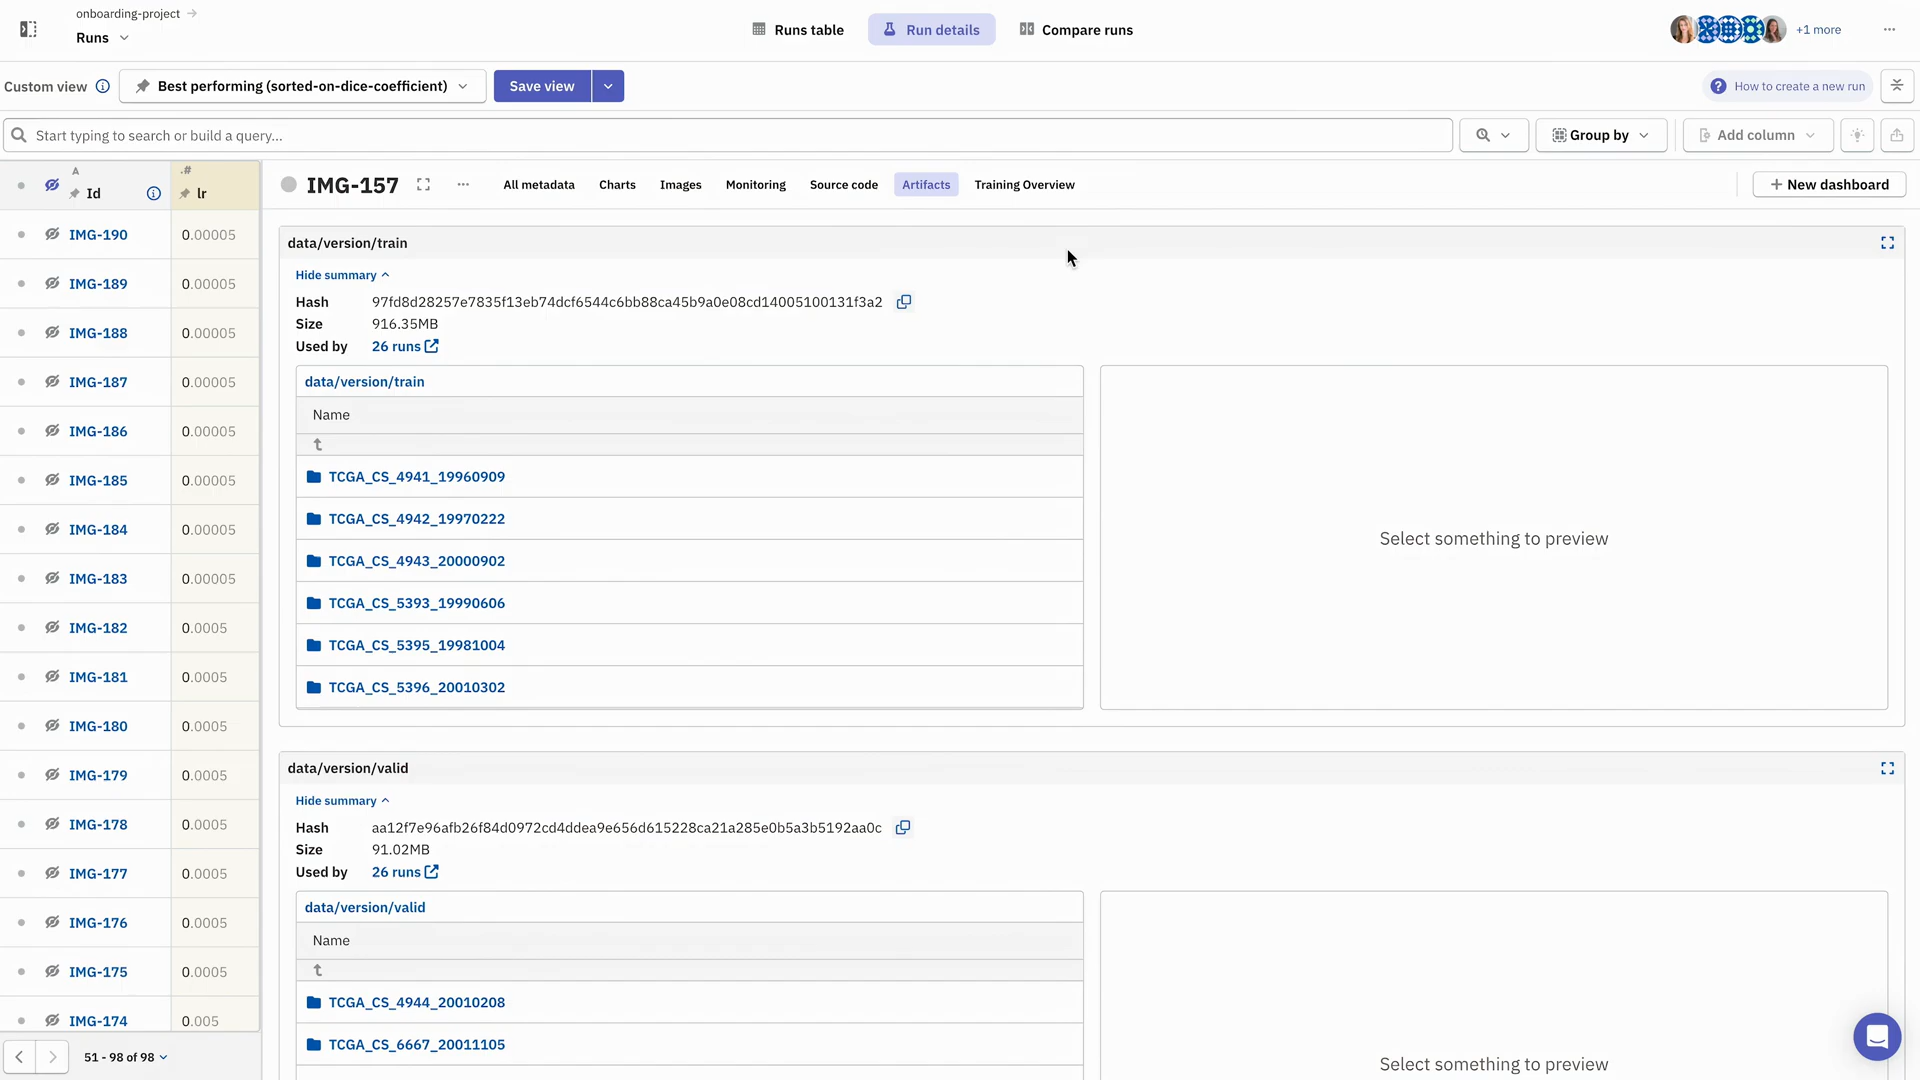 onboarding-project →
Runs
Runs table
Run details
Compare runs
+1 more
Custom view
Best performing (sorted-on-dice-coefficient)
Save view
How to create a new run
Start typing to search or build a query...
Group by
Add column
A
Id
.#
lr
IMG-157
All metadata
Charts
Images
Monitoring
Source code
Artifacts
Training Overview
+ New dashboard
IMG-190 0.00005
IMG-189 0.00005
IMG-188 0.00005
IMG-187 0.00005
IMG-186 0.00005
IMG-185 0.00005
IMG-184 0.00005
IMG-183 0.00005
IMG-182 0.0005
IMG-181 0.0005
IMG-180 0.0005
IMG-179 0.0005
IMG-178 0.0005
IMG-177 0.0005
IMG-176 0.0005
IMG-175 0.0005
IMG-174 0.005
51 - 98 of 98
data/version/train
Hide summary
Hash 97fd8d28257e7835f13eb74dcf6544c6bb88ca45b9a0e08cd14005100131f3a2
Size 916.35MB
Used by 26 runs
data/version/train
Name
TCGA_CS_4941_19960909
TCGA_CS_4942_19970222
TCGA_CS_4943_20000902
TCGA_CS_5393_19990606
TCGA_CS_5395_19981004
TCGA_CS_5396_20010302
Select something to preview
data/version/valid
Hide summary
Hash aa12f7e96afb26f84d0972cd4ddea9e656d615228ca21a285e0b5a3b5192aa0c
Size 91.02MB
Used by 26 runs
data/version/valid
Name
TCGA_CS_4944_20010208
TCGA_CS_6667_20011105
Select something to preview